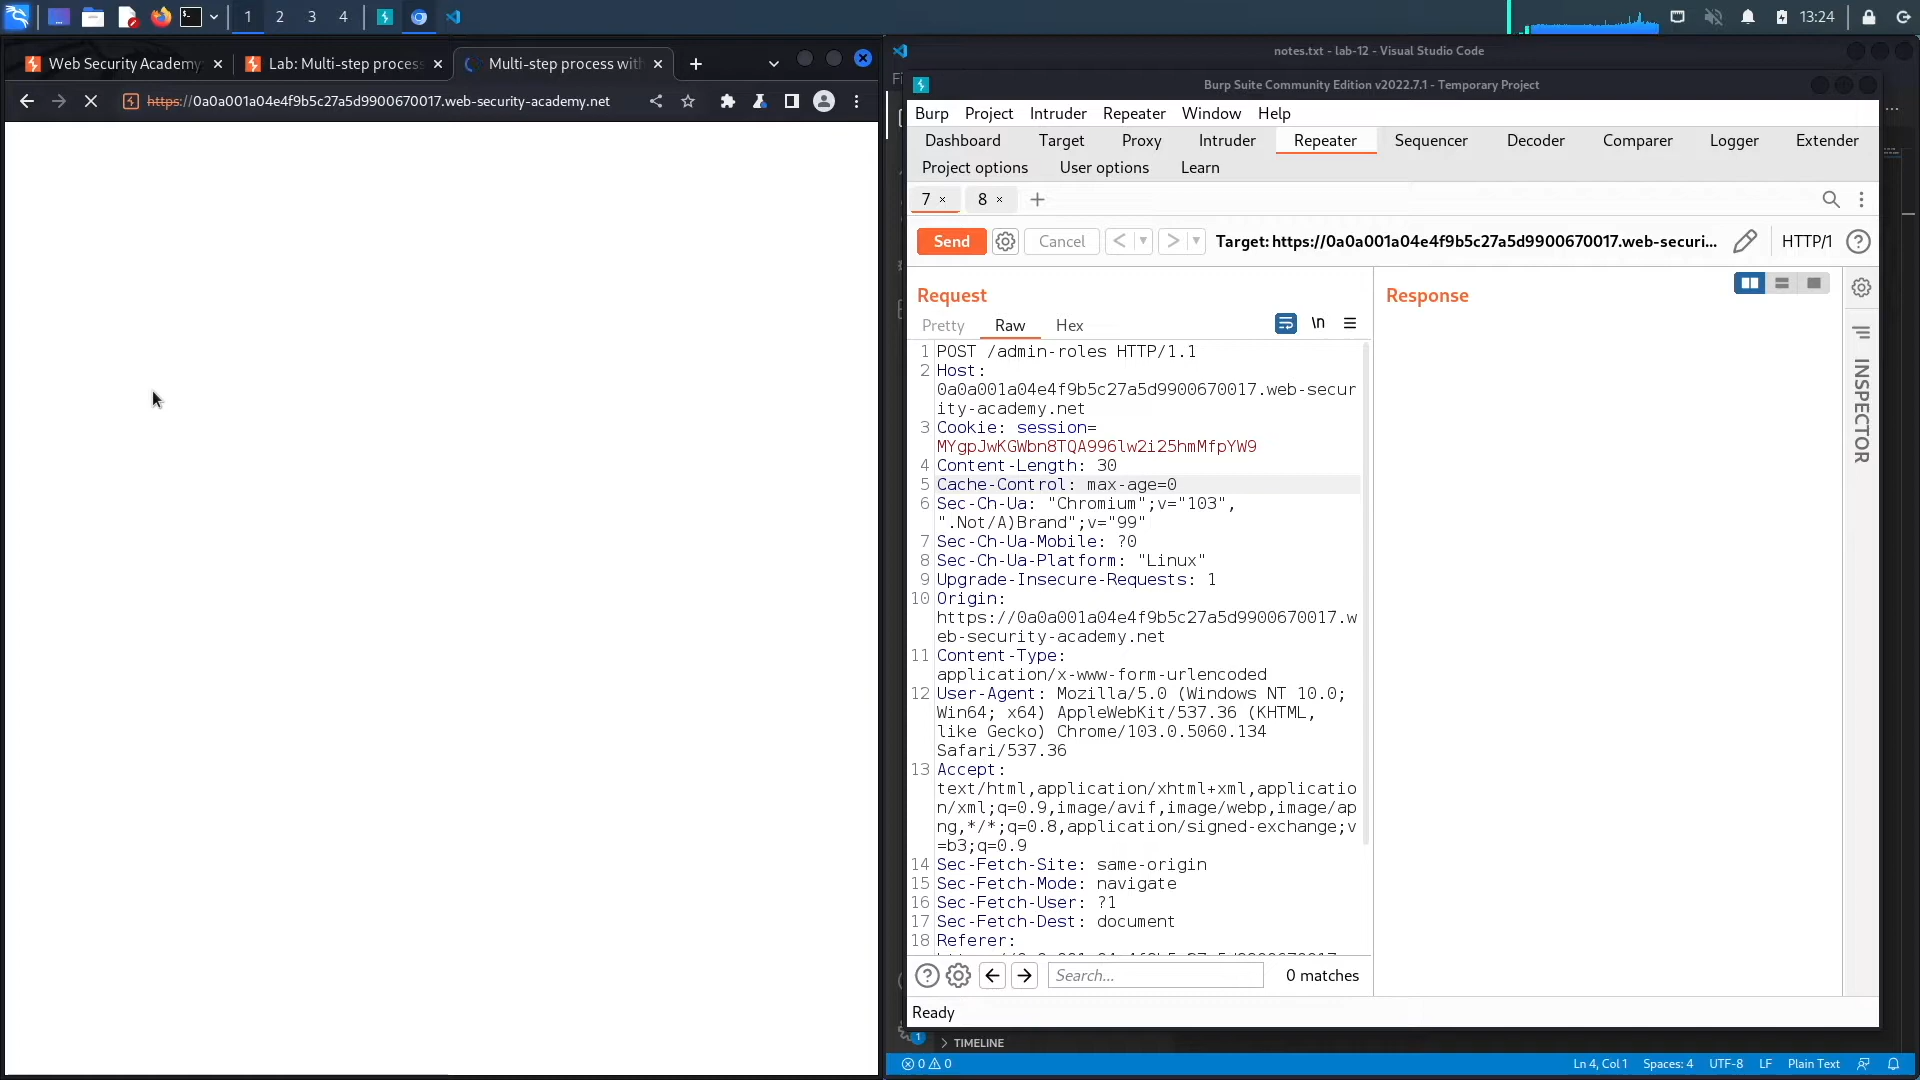 1
2
3
4
13:24
Web Security Academy
Lab: Multi-step process
Multi-step process with
https://0a0a001a04e4f9b5c27a5d9900670017.web-security-academy.net
notes.txt - lab-12 - Visual Studio Code
Burp Suite Community Edition v2022.7.1 - Temporary Project
Burp Project Intruder Repeater Window Help
Dashboard Target Proxy Intruder Repeater Sequencer Decoder Comparer Logger Extender
Project options User options Learn
7 × 8 × +
Send Cancel < > Target: https://0a0a001a04e4f9b5c27a5d9900670017.web-securi... HTTP/1
Request
Pretty Raw Hex \n
1 POST /admin-roles HTTP/1.1
2 Host:
0a0a001a04e4f9b5c27a5d9900670017.web-secur
ity-academy.net
3 Cookie: session=
MYgpJwKGWbn8TQA996lw2i25hmMfpYW9
4 Content-Length: 30
5 Cache-Control: max-age=0
6 Sec-Ch-Ua: "Chromium";v="103",
".Not/A)Brand";v="99"
7 Sec-Ch-Ua-Mobile: ?0
8 Sec-Ch-Ua-Platform: "Linux"
9 Upgrade-Insecure-Requests: 1
10 Origin:
https://0a0a001a04e4f9b5c27a5d9900670017.w
eb-security-academy.net
11 Content-Type:
application/x-www-form-urlencoded
12 User-Agent: Mozilla/5.0 (Windows NT 10.0;
Win64; x64) AppleWebKit/537.36 (KHTML,
like Gecko) Chrome/103.0.5060.134
Safari/537.36
13 Accept:
text/html,application/xhtml+xml,applicatio
n/xml;q=0.9,image/avif,image/webp,image/ap
ng,*/*;q=0.8,application/signed-exchange;v
=b3;q=0.9
14 Sec-Fetch-Site: same-origin
15 Sec-Fetch-Mode: navigate
16 Sec-Fetch-User: ?1
17 Sec-Fetch-Dest: document
18 Referer:
Search... 0 matches
Response
INSPECTOR
Ready
1
TIMELINE
0 0
Ln 4, Col 1 Spaces: 4 UTF-8 LF Plain Text